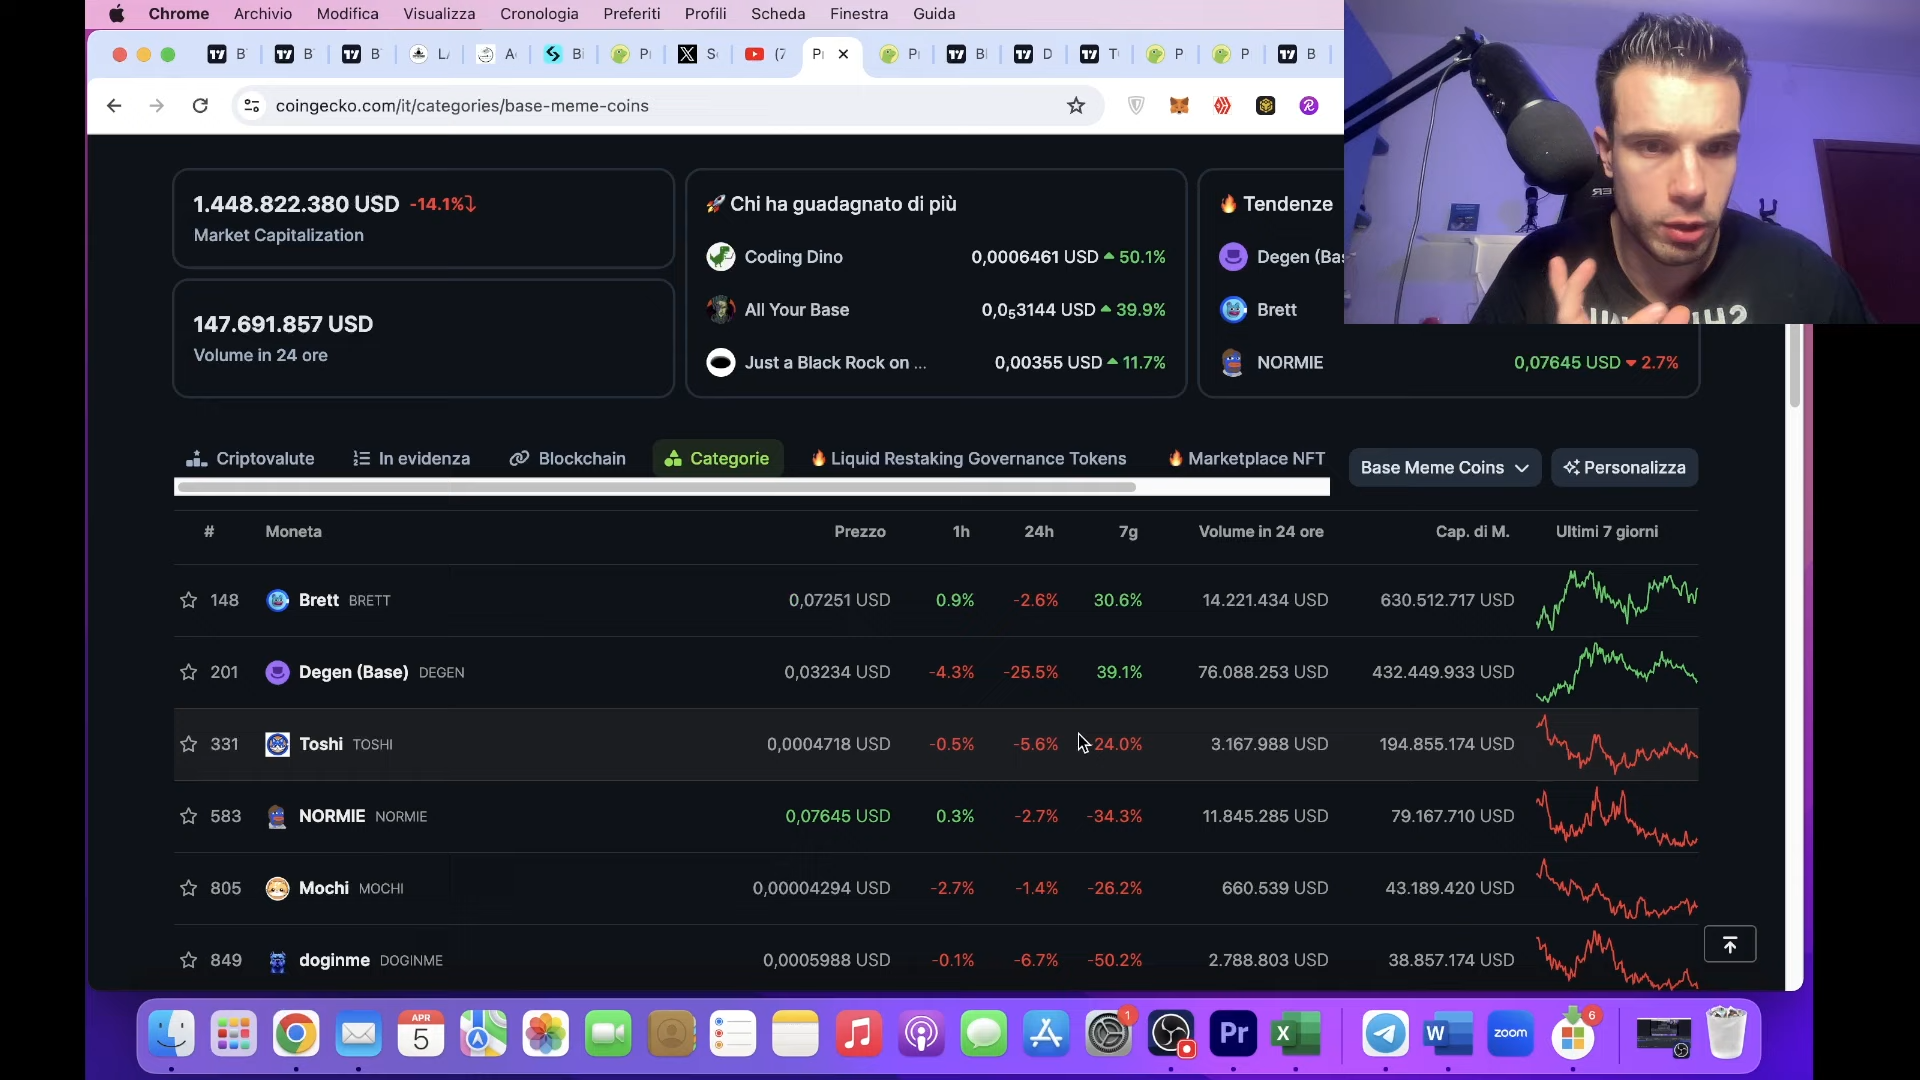 Chrome Archivio Modifica Visualizza Cronologia Preferiti Profili Scheda Finestra Guida
B B B L A Bi P S (7 P P B D T P P B
coingecko.com/it/categories/base-meme-coins
1.448.822.380 USD -14.1%
Market Capitalization
147.691.857 USD
Volume in 24 ore
🚀 Chi ha guadagnato di più
Coding Dino 0,0006461 USD 50.1%
All Your Base 0,0₅3144 USD 39.9%
Just a Black Rock on ... 0,00355 USD 11.7%
🔥 Tendenze
Degen (Bas
Brett
NORMIE 0,07645 USD 2.7%
Criptovalute In evidenza Blockchain Categorie 🔥 Liquid Restaking Governance Tokens 🔥 Marketplace NFT Base Meme Coins Personalizza
# Moneta Prezzo 1h 24h 7g Volume in 24 ore Cap. di M. Ultimi 7 giorni
148 Brett BRETT 0,07251 USD 0.9% -2.6% 30.6% 14.221.434 USD 630.512.717 USD
201 Degen (Base) DEGEN 0,03234 USD -4.3% -25.5% 39.1% 76.088.253 USD 432.449.933 USD
331 Toshi TOSHI 0,0004718 USD -0.5% -5.6% -24.0% 3.167.988 USD 194.855.174 USD
583 NORMIE NORMIE 0,07645 USD 0.3% -2.7% -34.3% 11.845.285 USD 79.167.710 USD
805 Mochi MOCHI 0,00004294 USD -2.7% -1.4% -26.2% 660.539 USD 43.189.420 USD
849 doginme DOGINME 0,0005988 USD -0.1% -6.7% -50.2% 2.788.803 USD 38.857.174 USD
APR
5
1
Pr
X
W
zoom
6